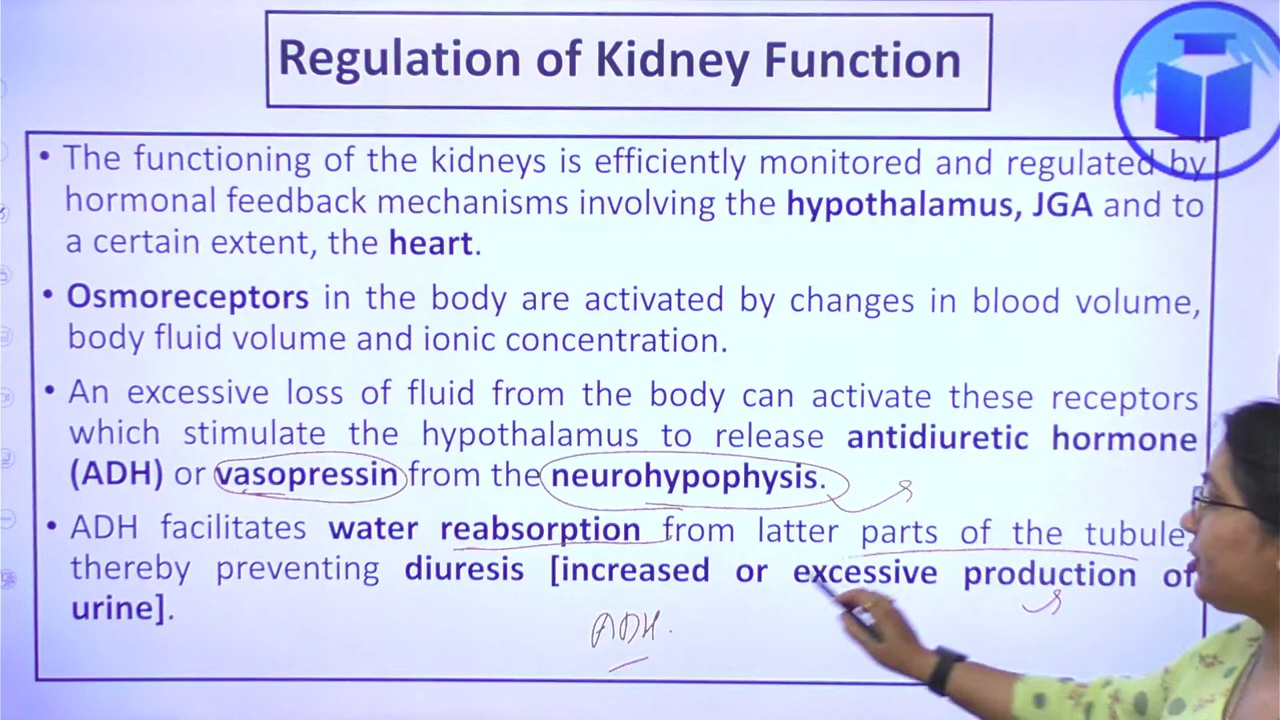 Regulation of Kidney Function
• The functioning of the kidneys is efficiently monitored and regulated by
hormonal feedback mechanisms involving the hypothalamus, JGA and to
a certain extent, the heart.
• Osmoreceptors in the body are activated by changes in blood volume,
body fluid volume and ionic concentration.
• An excessive loss of fluid from the body can activate these receptors
which stimulate the hypothalamus to release antidiuretic hormone
(ADH) or vasopressin from the neurohypophysis.
• ADH facilitates water reabsorption from latter parts of the tubule
thereby preventing diuresis [increased or excessive production of
urine].
ADH.